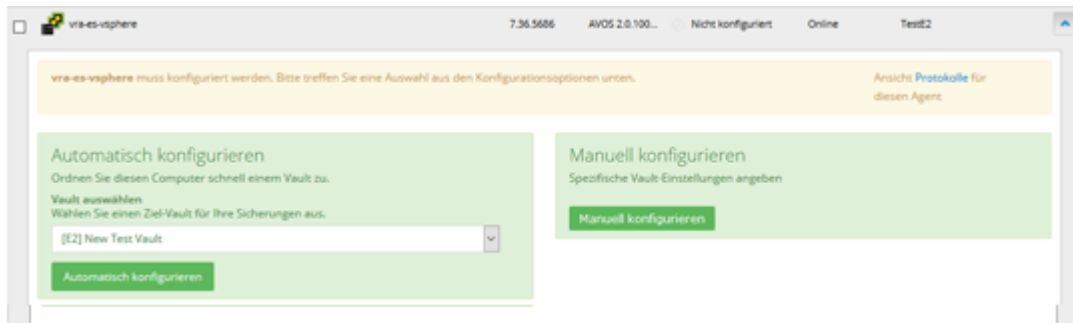 vra-es-vsphere 7.36.5686 AVOS 2.0.100... Nicht konfiguriert Online TestE2
vra-es-vsphere muss konfiguriert werden. Bitte treffen Sie eine Auswahl aus den Konfigurationsoptionen unten.
Ansicht Protokolle für
diesen Agent
Automatisch konfigurieren
Ordnen Sie diesen Computer schnell einem Vault zu.
Vault auswählen
Wählen Sie einen Ziel-Vault für Ihre Sicherungen aus.
[E2] New Test Vault
Automatisch konfigurieren
Manuell konfigurieren
Spezifische Vault-Einstellungen angeben
Manuell konfigurieren